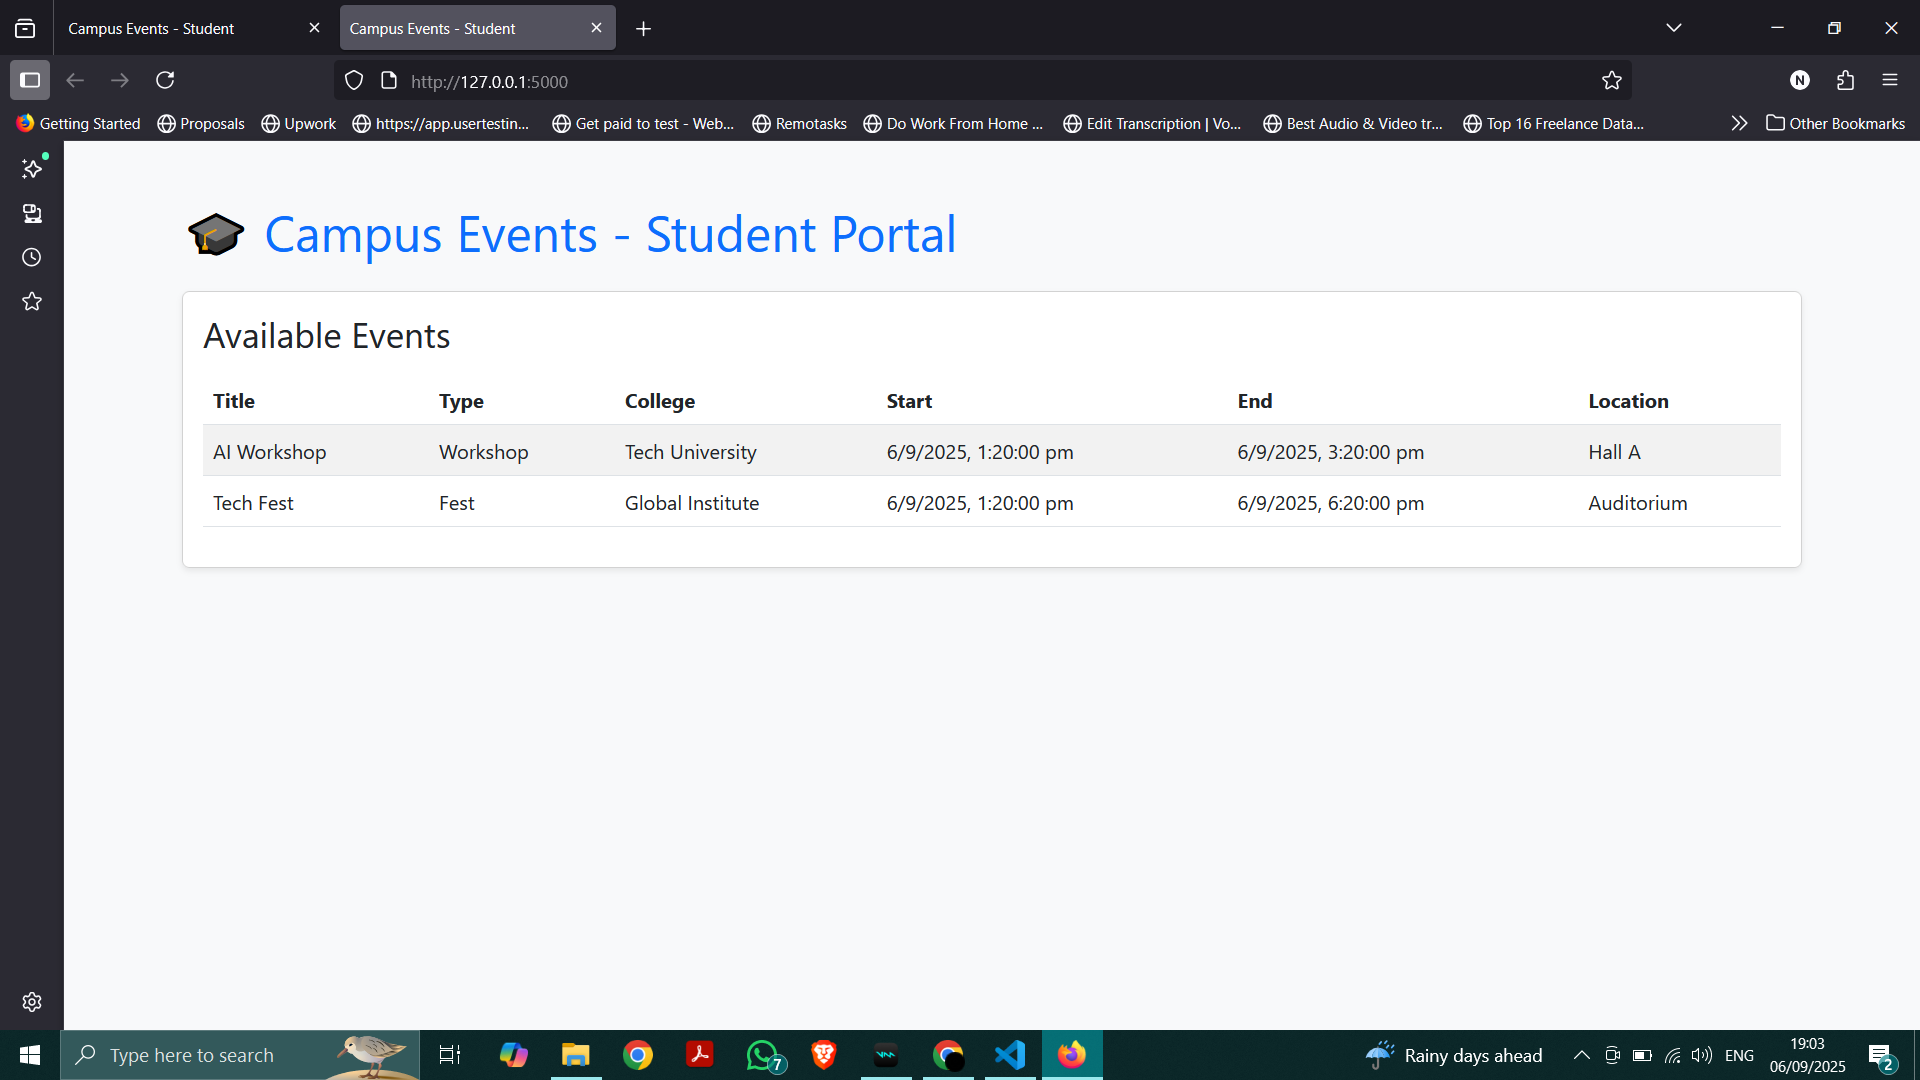 Campus Events - Student
Campus Events - Student
http://127.0.0.1:5000
N
Getting Started
Proposals
Upwork
https://app.usertestin...
Get paid to test - Web...
Remotasks
Do Work From Home ...
Edit Transcription | Vo...
Best Audio & Video tr...
Top 16 Freelance Data...
Other Bookmarks
Campus Events - Student Portal
Available Events
Title Type College Start End Location
AI Workshop Workshop Tech University 6/9/2025, 1:20:00 pm 6/9/2025, 3:20:00 pm Hall A
Tech Fest Fest Global Institute 6/9/2025, 1:20:00 pm 6/9/2025, 6:20:00 pm Auditorium
Type here to search
7
Rainy days ahead
ENG
19:03
06/09/2025
2